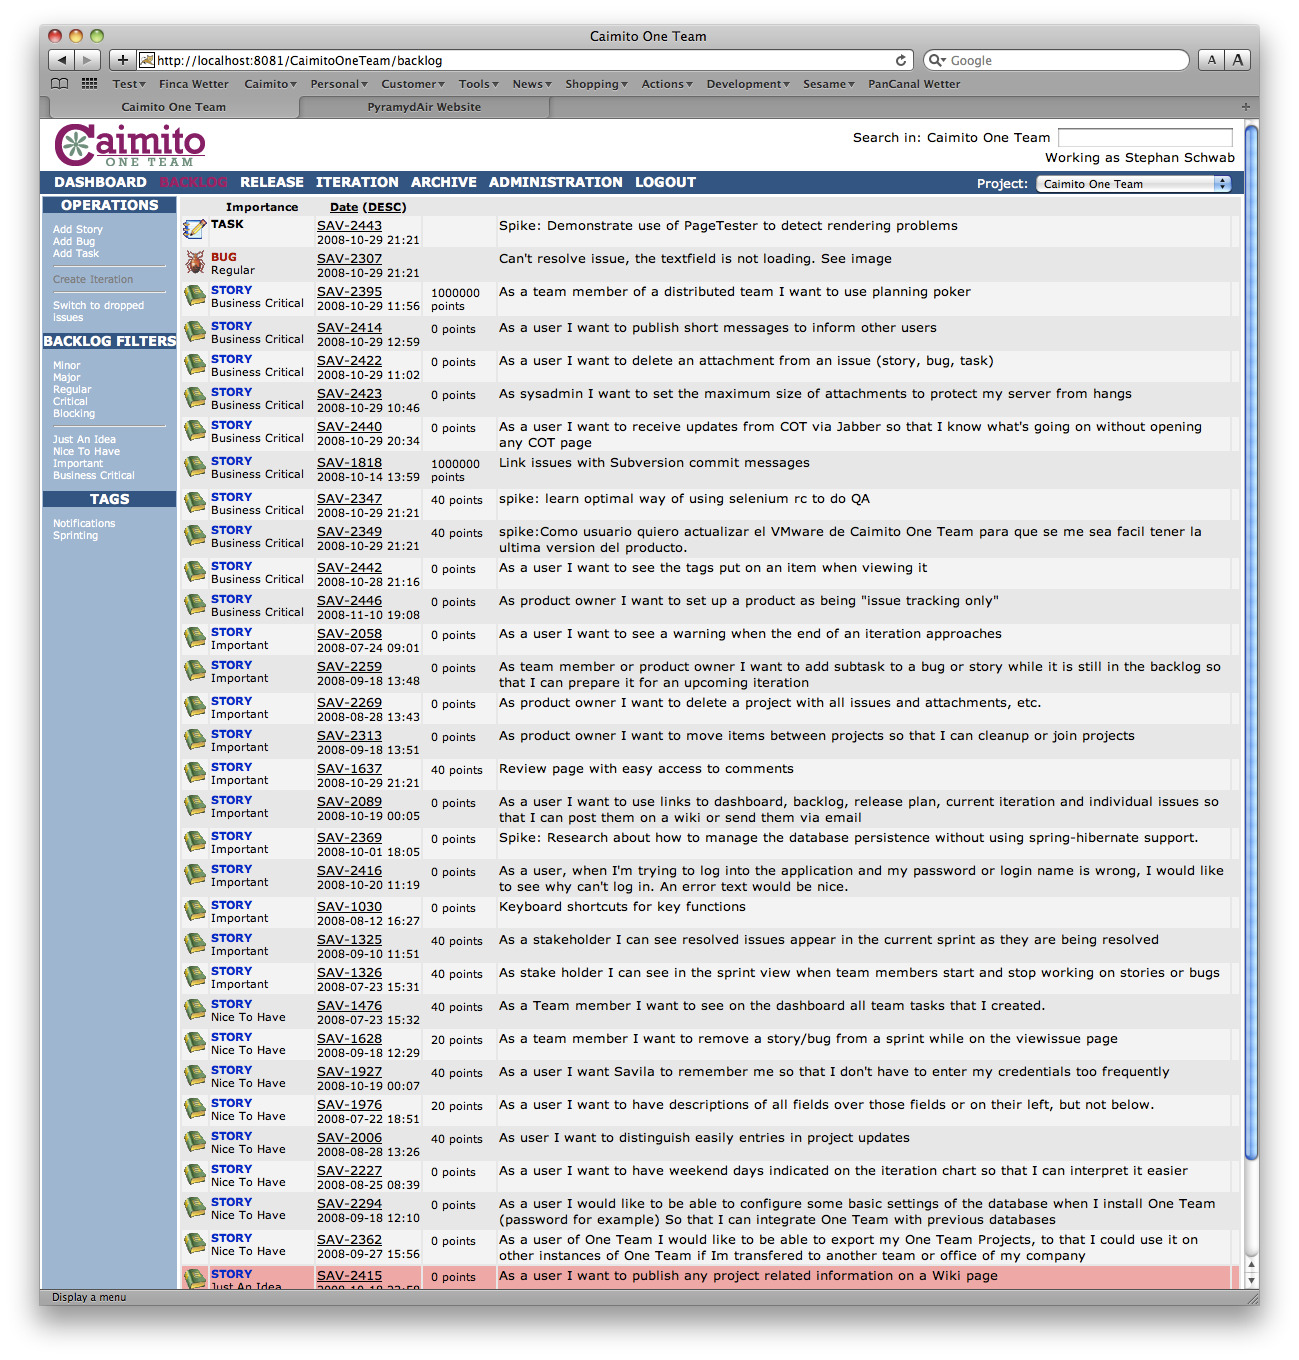 Caimito One Team
http://localhost:8081/CaimitoOneTeam/backlog
Google
A A
Test Finca Wetter Caimito Personal Customer Tools News Shopping Actions Development Sesame PanCanal Wetter
Caimito One Team PyramydAir Website
Caimito
ONE TEAM
Search in: Caimito One Team
Working as Stephan Schwab
DASHBOARD BACKLOG RELEASE ITERATION ARCHIVE ADMINISTRATION LOGOUT Project: Caimito One Team
OPERATIONS
Add Story
Add Bug
Add Task
Create Iteration
Switch to dropped
issues
BACKLOG FILTERS
Minor
Major
Regular
Critical
Blocking
Just An Idea
Nice To Have
Important
Business Critical
TAGS
Notifications
Sprinting
Importance Date (DESC)
TASK SAV-2443 Spike: Demonstrate use of PageTester to detect rendering problems
2008-10-29 21:21
BUG SAV-2307 Can't resolve issue, the textfield is not loading. See image
Regular 2008-10-29 21:21
STORY SAV-2395 1000000 As a team member of a distributed team I want to use planning poker
Business Critical 2008-10-29 11:56 points
STORY SAV-2414 0 points As a user I want to publish short messages to inform other users
Business Critical 2008-10-29 12:59
STORY SAV-2422 0 points As a user I want to delete an attachment from an issue (story, bug, task)
Business Critical 2008-10-29 11:02
STORY SAV-2423 0 points As sysadmin I want to set the maximum size of attachments to protect my server from hangs
Business Critical 2008-10-29 10:46
STORY SAV-2440 0 points As a user I want to receive updates from COT via Jabber so that I know what's going on without opening
Business Critical 2008-10-29 20:34 any COT page
STORY SAV-1818 1000000 Link issues with Subversion commit messages
Business Critical 2008-10-14 13:59 points
STORY SAV-2347 40 points spike: learn optimal way of using selenium rc to do QA
Business Critical 2008-10-29 21:21
STORY SAV-2349 40 points spike:Como usuario quiero actualizar el VMware de Caimito One Team para que se me sea facil tener la
Business Critical 2008-10-29 21:21 ultima version del producto.
STORY SAV-2442 0 points As a user I want to see the tags put on an item when viewing it
Business Critical 2008-10-28 21:16
STORY SAV-2446 0 points As product owner I want to set up a product as being "issue tracking only"
Business Critical 2008-11-10 19:08
STORY SAV-2058 0 points As a user I want to see a warning when the end of an iteration approaches
Important 2008-07-24 09:01
STORY SAV-2259 0 points As team member or product owner I want to add subtask to a bug or story while it is still in the backlog so
Important 2008-09-18 13:48 that I can prepare it for an upcoming iteration
STORY SAV-2269 0 points As product owner I want to delete a project with all issues and attachments, etc.
Important 2008-08-28 13:43
STORY SAV-2313 0 points As product owner I want to move items between projects so that I can cleanup or join projects
Important 2008-09-18 13:51
STORY SAV-1637 40 points Review page with easy access to comments
Important 2008-10-29 21:21
STORY SAV-2089 0 points As a user I want to use links to dashboard, backlog, release plan, current iteration and individual issues so
Important 2008-10-19 00:05 that I can post them on a wiki or send them via email
STORY SAV-2369 0 points Spike: Research about how to manage the database persistence without using spring-hibernate support.
Important 2008-10-01 18:05
STORY SAV-2416 0 points As a user, when I'm trying to log into the application and my password or login name is wrong, I would like
Important 2008-10-20 11:19 to see why can't log in. An error text would be nice.
STORY SAV-1030 0 points Keyboard shortcuts for key functions
Important 2008-08-12 16:27
STORY SAV-1325 40 points As a stakeholder I can see resolved issues appear in the current sprint as they are being resolved
Important 2008-09-10 11:51
STORY SAV-1326 40 points As stake holder I can see in the sprint view when team members start and stop working on stories or bugs
Important 2008-07-23 15:31
STORY SAV-1476 40 points As a Team member I want to see on the dashboard all team tasks that I created.
Nice To Have 2008-07-23 15:32
STORY SAV-1628 20 points As a team member I want to remove a story/bug from a sprint while on the viewissue page
Nice To Have 2008-09-18 12:29
STORY SAV-1927 40 points As a user I want Savila to remember me so that I don't have to enter my credentials too frequently
Nice To Have 2008-10-19 00:07
STORY SAV-1976 20 points As a user I want to have descriptions of all fields over those fields or on their left, but not below.
Nice To Have 2008-07-22 18:51
STORY SAV-2006 40 points As user I want to distinguish easily entries in project updates
Nice To Have 2008-08-28 13:26
STORY SAV-2227 0 points As a user I want to have weekend days indicated on the iteration chart so that I can interpret it easier
Nice To Have 2008-08-25 08:39
STORY SAV-2294 0 points As a user I would like to be able to configure some basic settings of the database when I install One Team
Nice To Have 2008-09-18 12:10 (password for example) So that I can integrate One Team with previous databases
STORY SAV-2362 0 points As a user of One Team I would like to be able to export my One Team Projects, to that I could use it on
Nice To Have 2008-09-27 15:56 other instances of One Team if Im transfered to another team or office of my company
STORY SAV-2415 0 points As a user I want to publish any project related information on a Wiki page
Just An Idea
Display a menu